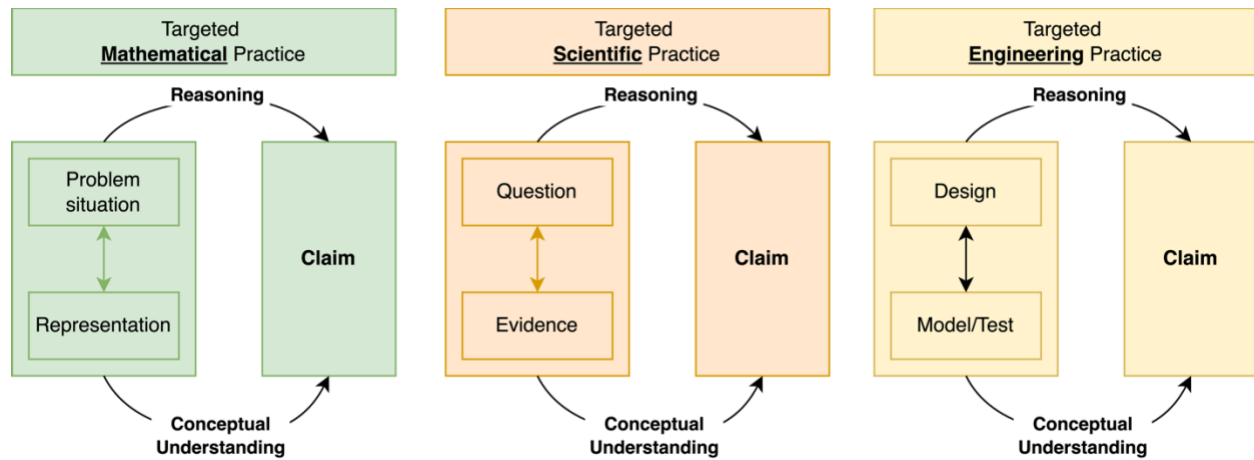 Targeted
Mathematical Practice
Reasoning
Problem
situation
Representation
Claim
Conceptual
Understanding
Targeted
Scientific Practice
Reasoning
Question
Evidence
Claim
Conceptual
Understanding
Targeted
Engineering Practice
Reasoning
Design
Model/Test
Claim
Conceptual
Understanding